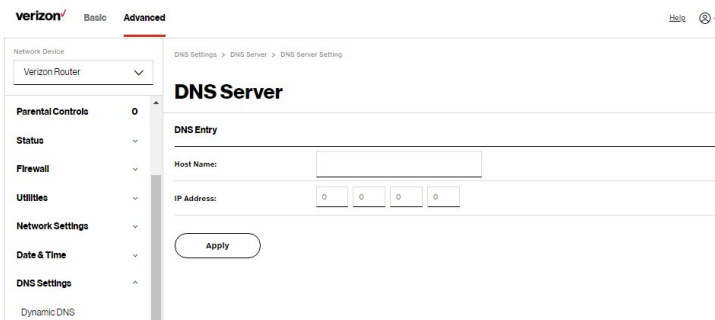 verizon✓ Basic Advanced Help
Network Device
Verizon Router
Parental Controls 0
Status
Firewall
Utilities
Network Settings
Date & Time
DNS Settings
Dynamic DNS
DNS Settings > DNS Server > DNS Server Setting
DNS Server
DNS Entry
Host Name:
IP Address: 0 0 0 0
Apply